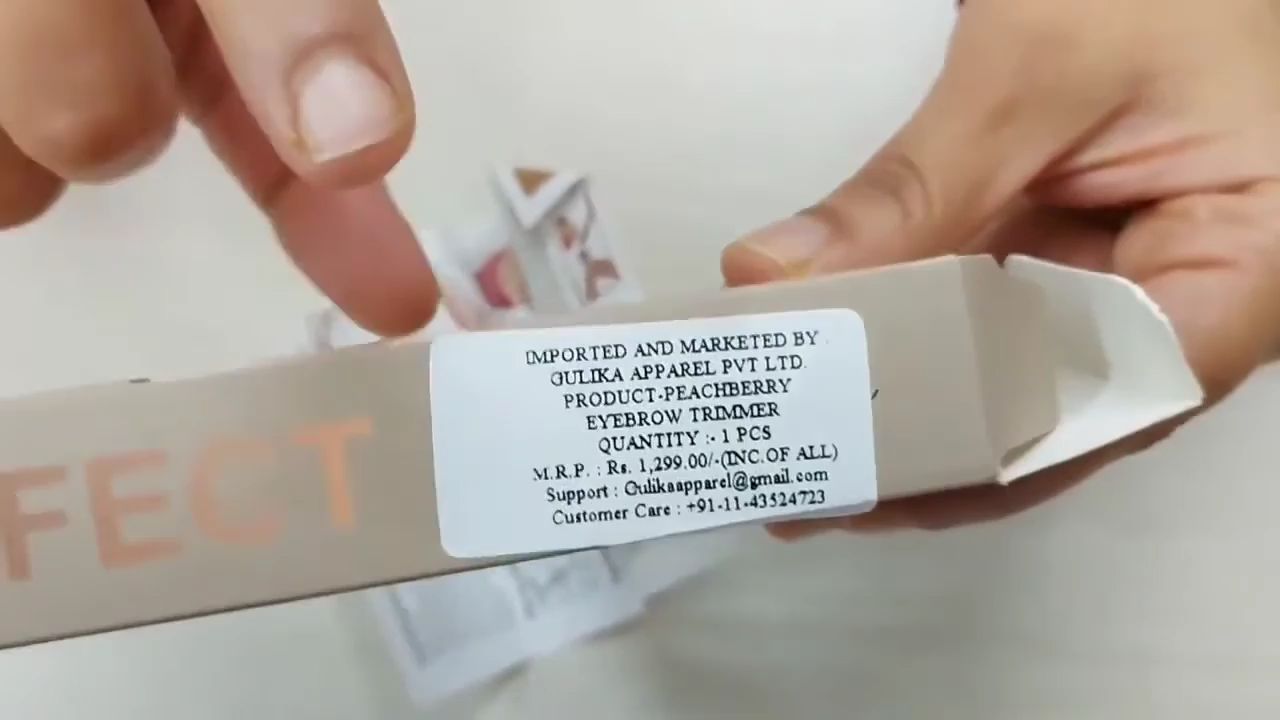 FECT
IMPORTED AND MARKETED BY
GULIKA APPAREL PVT LTD.
PRODUCT-PEACHBERRY
EYEBROW TRIMMER
QUANTITY :- 1 PCS
M.R.P. : Rs. 1,299.00/-(INC.OF ALL)
Support : Gulikaapparel@gmail.com
Customer Care : +91-11-43524723